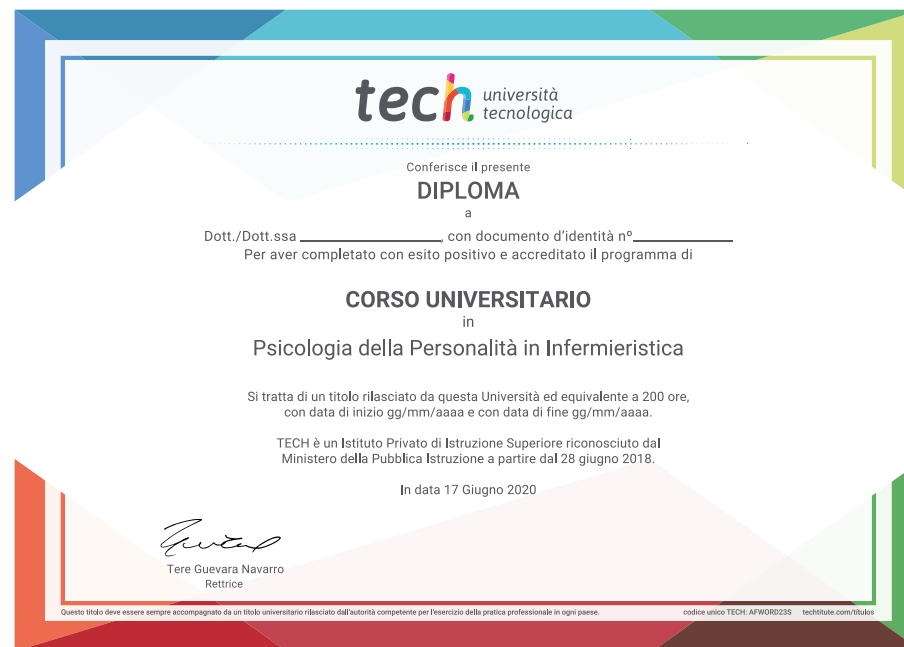 tech università
tecnologica
Conferisce il presente
DIPLOMA
a
Dott./Dott.ssa ____________________, con documento d'identità nº______________
Per aver completato con esito positivo e accreditato il programma di
CORSO UNIVERSITARIO
in
Psicologia della Personalità in Infermieristica
Si tratta di un titolo rilasciato da questa Università ed equivalente a 200 ore,
con data di inizio gg/mm/aaaa e con data di fine gg/mm/aaaa.
TECH è un Istituto Privato di Istruzione Superiore riconosciuto dal
Ministero della Pubblica Istruzione a partire dal 28 giugno 2018.
In data 17 Giugno 2020
Tere Guevara Navarro
Rettrice
Questo titolo deve essere sempre accompagnato da un titolo universitario rilasciato dall'autorità competente per l'esercizio della pratica professionale in ogni paese. codice unico TECH: AFWORD23S techtitute.com/títulos